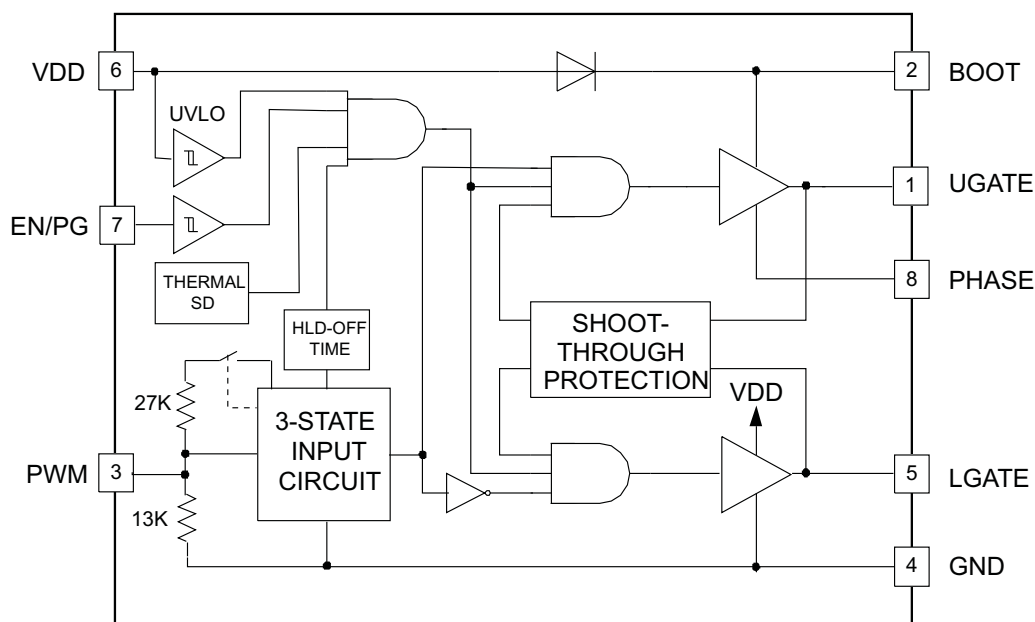 VDD
6
2
BOOT
UVLO
1
UGATE
EN/PG
7
THERMAL
SD
8
PHASE
HLD-OFF
TIME
SHOOT-
THROUGH
PROTECTION
27K
VDD
3-STATE
INPUT
CIRCUIT
PWM
3
5
LGATE
13K
4
GND